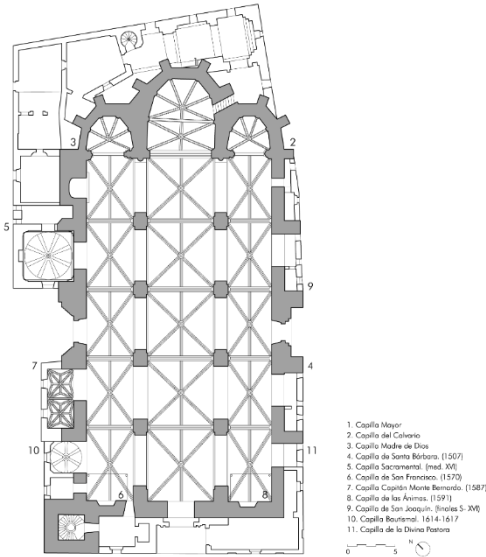 3
2
5
9
7
4
10
11
6
8
1. Capilla Mayor
2. Capilla del Calvario
3. Capilla Madre de Dios
4. Capilla de Santa Bárbara. (1507)
5. Capilla Sacramental. (med. XVI)
6. Capilla de San Francisco. (1570)
7. Capilla Capitán Monte Bernardo. (1587)
8. Capilla de las Ánimas. (1591)
9. Capilla de San Joaquín. (finales S- XVI)
10. Capilla Bautismal. 1614-1617
11. Capilla de la Divina Pastora
N
0 5